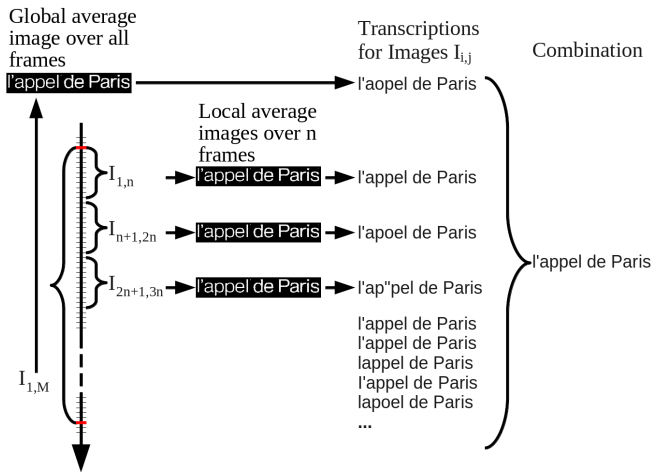 Global average
image over all
frames
l'appel de Paris
Transcriptions
for Images I_{i,j}
Combination
l'aopel de Paris
Local average
images over n
frames
I_{1,n}
l'appel de Paris
l'appel de Paris
I_{n+1,2n}
l'appel de Paris
l'apoel de Paris
l'appel de Paris
I_{2n+1,3n}
l'appel de Paris
l'ap"pel de Paris
l'appel de Paris
l'appel de Paris
lappel de Paris
l'appel de Paris
lapoel de Paris
...
I_{1,M}